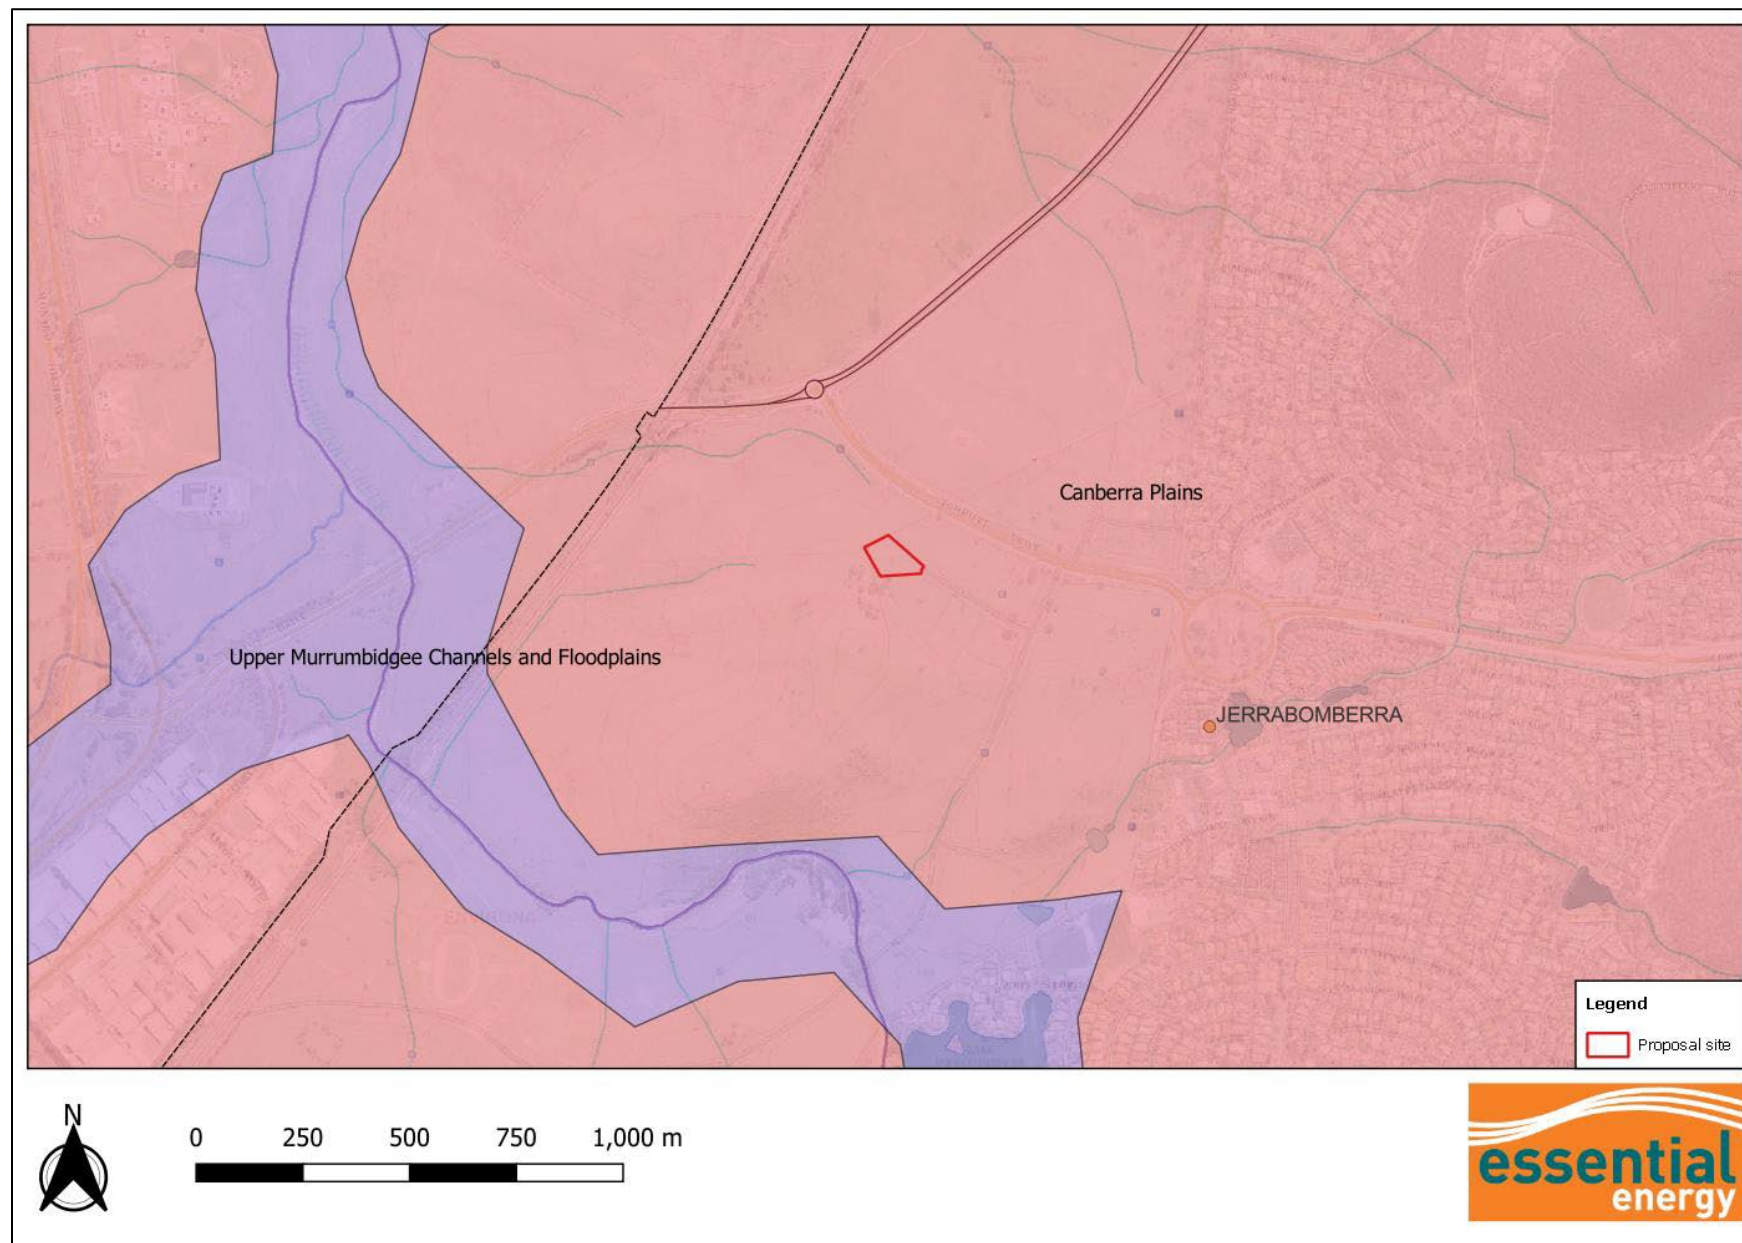 Canberra Plains
Upper Murrumbidgee Channels and Floodplains
JERRABOMBERRA
Legend
Proposal site
N
0 250 500 750 1,000 m
essential
energy